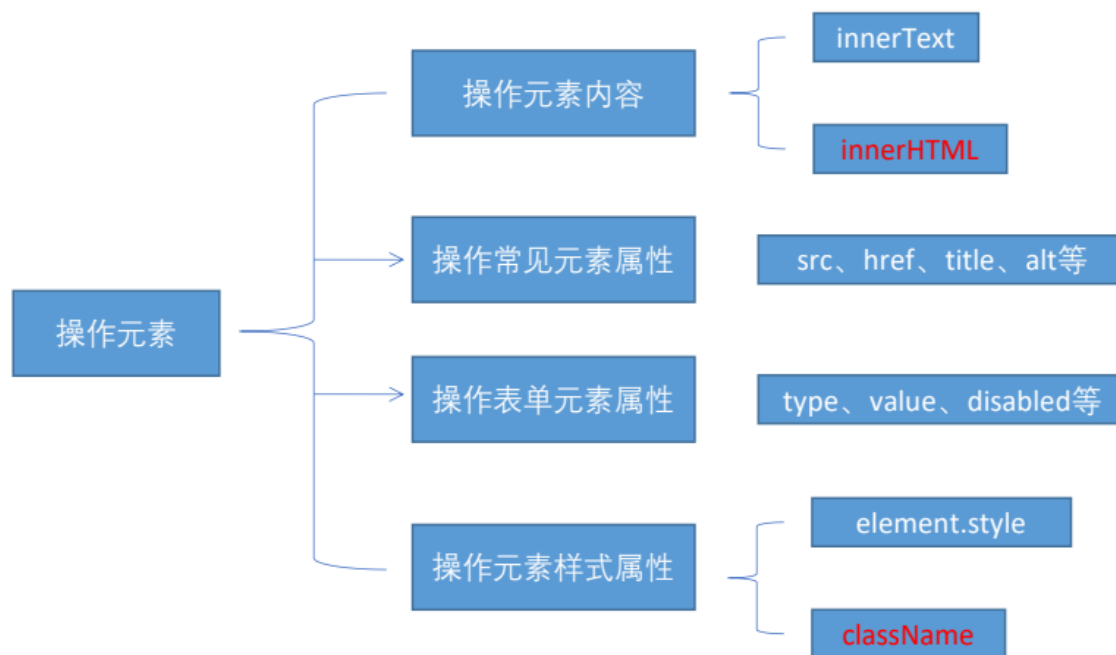 操作元素
操作元素内容
innerText
innerHTML
操作常见元素属性
src、href、title、alt等
操作表单元素属性
type、value、disabled等
操作元素样式属性
element.style
className